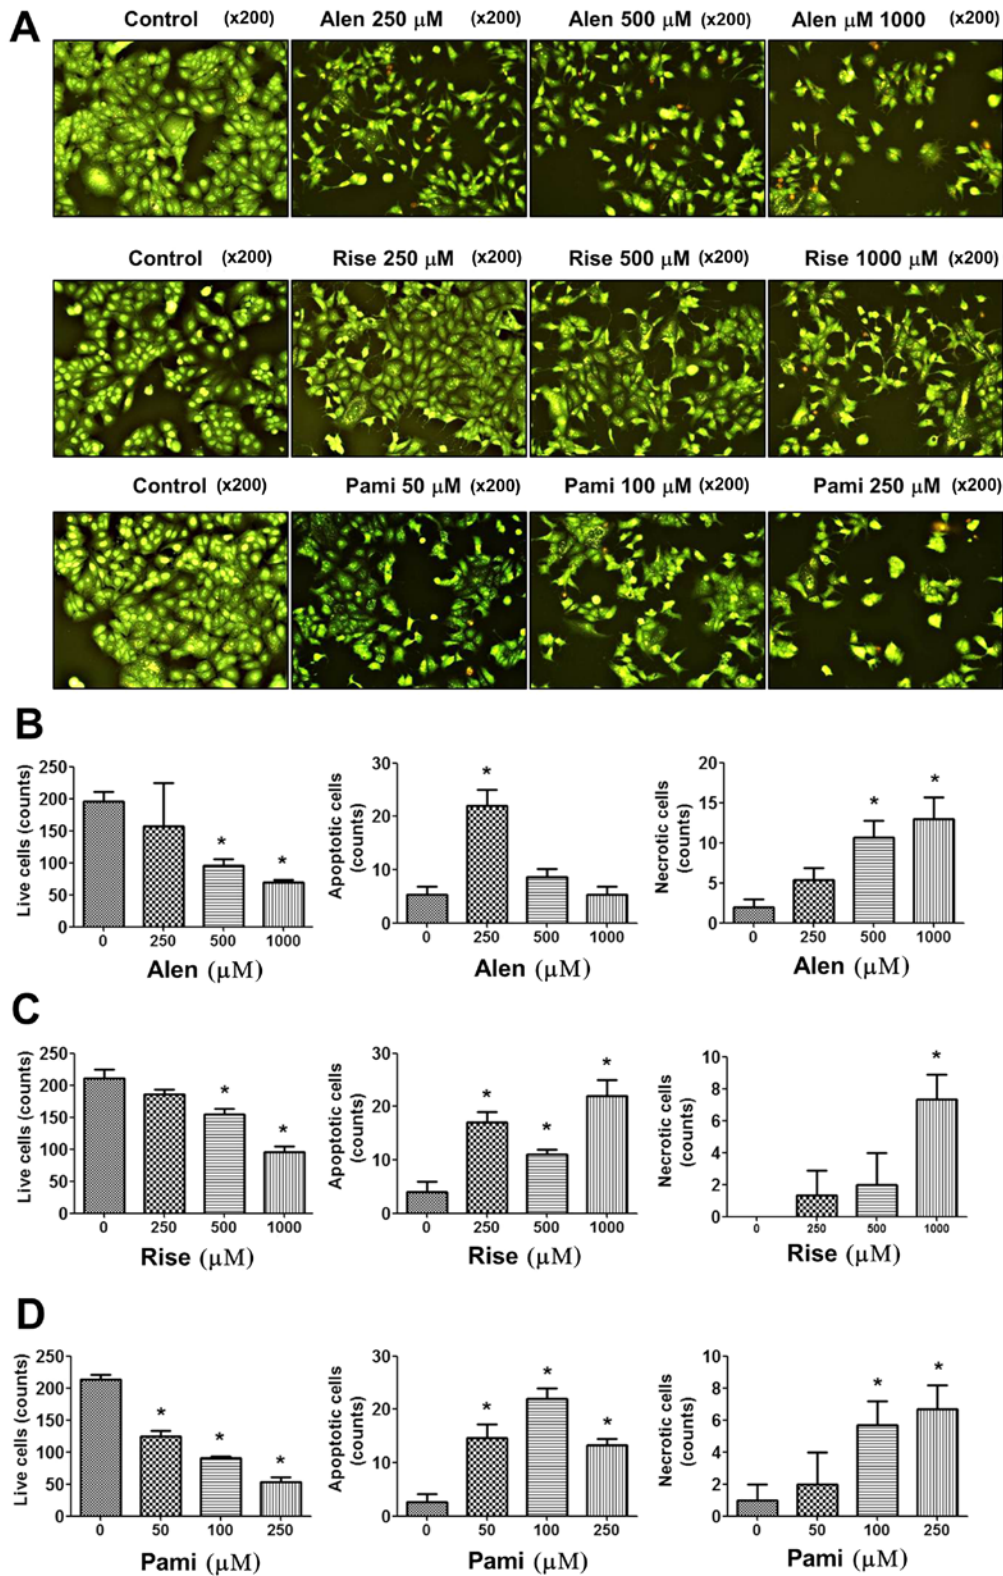 A
Control (x200) Alen 250 μM (x200) Alen 500 μM (x200) Alen μM 1000 (x200)
Control (x200) Rise 250 μM (x200) Rise 500 μM (x200) Rise 1000 μM (x200)
Control (x200) Pami 50 μM (x200) Pami 100 μM (x200) Pami 250 μM (x200)
B
Live cells (counts)
250
200
150
100
50
0
* *
0 250 500 1000
Alen (μM)
Apoptotic cells
(counts)
30
20
10
0
*
0 250 500 1000
Alen (μM)
Necrotic cells
(counts)
20
15
10
5
0
* *
0 250 500 1000
Alen (μM)
C
Live cells (counts)
250
200
150
100
50
0
* *
0 250 500 1000
Rise (μM)
Apoptotic cells
(counts)
30
20
10
0
* * *
0 250 500 1000
Rise (μM)
Necrotic cells
(counts)
10
8
6
4
2
0
*
0 250 500 1000
Rise (μM)
D
Live cells (counts)
250
200
150
100
50
0
* * *
0 50 100 250
Pami (μM)
Apoptotic cells
(counts)
30
20
10
0
* * *
0 50 100 250
Pami (μM)
Necrotic cells
(counts)
10
8
6
4
2
0
* *
0 50 100 250
Pami (μM)